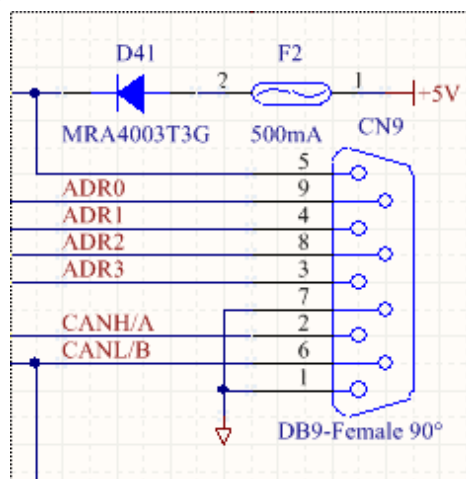 D41 F2
2 1 +5V
MRA4003T3G 500mA CN9
5
ADR0 9
ADR1 4
ADR2 8
ADR3 3
7
CANH/A 2
CANL/B 6
1
DB9-Female 90°